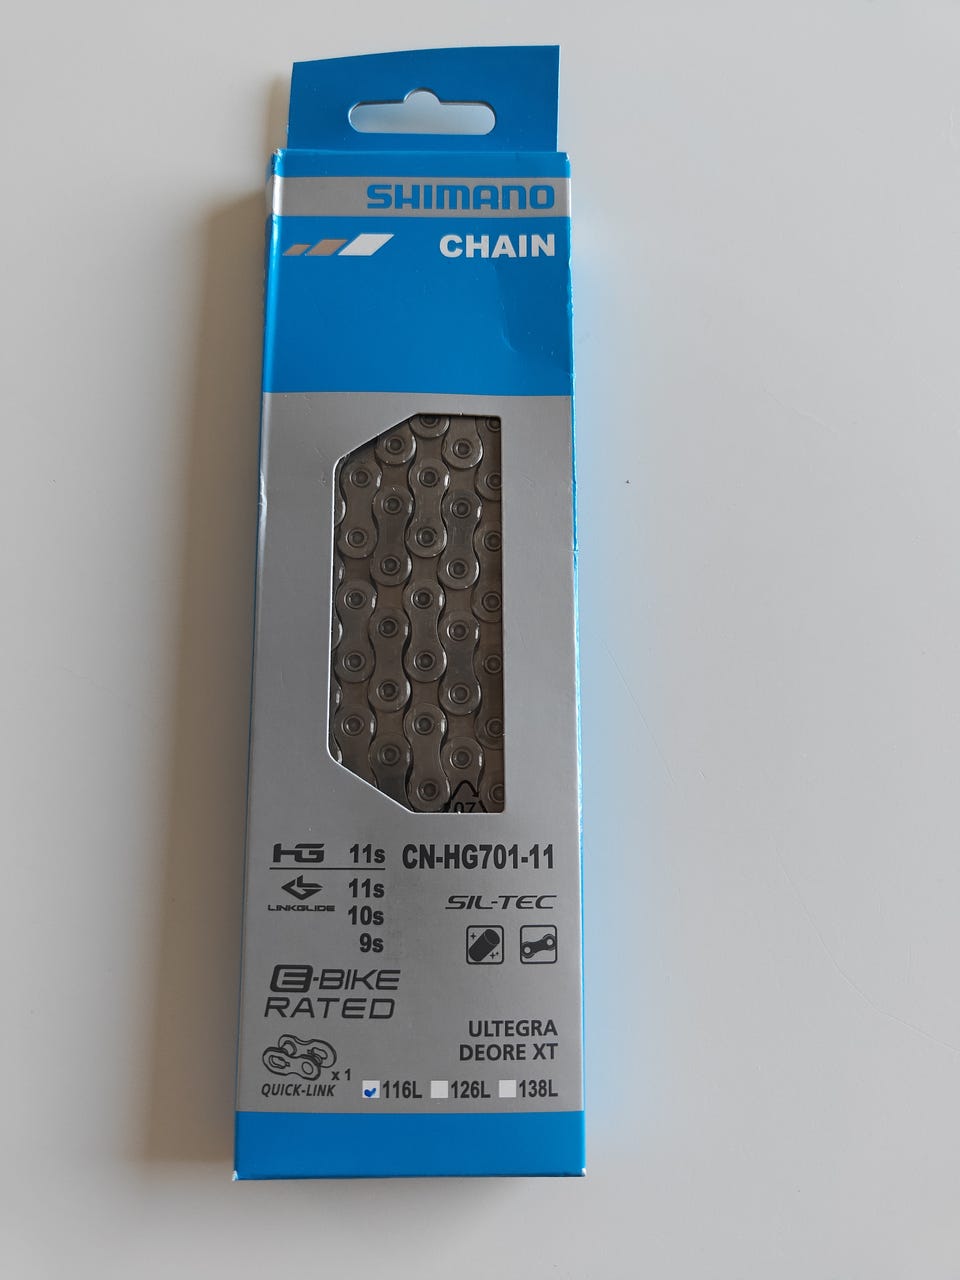 SHIMANO
CHAIN
07
HG 11s CN-HG701-11
LINKGLIDE 11s
10s
9s
SIL-TEC
E-BIKE
RATED
ULTEGRA
DEORE XT
x 1
QUICK-LINK
116L 126L 138L